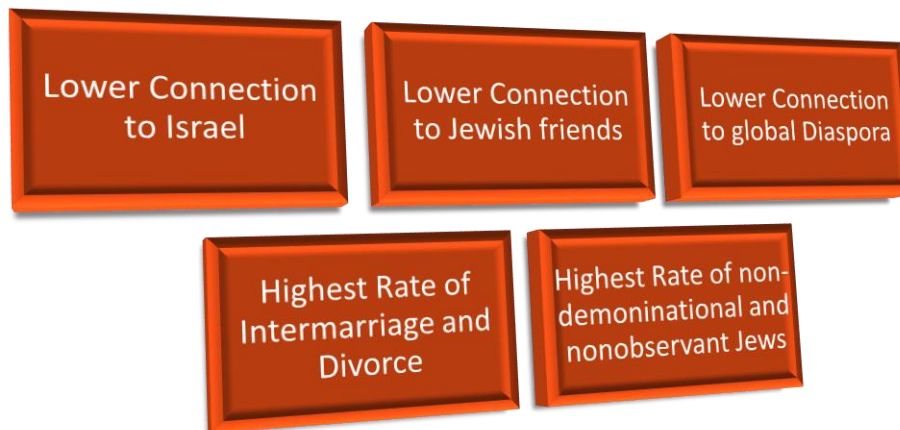 Lower Connection
to Israel
Lower Connection
to Jewish friends
Lower Connection
to global Diaspora
Highest Rate of
Intermarriage and
Divorce
Highest Rate of non-
demoninational and
nonobservant Jews